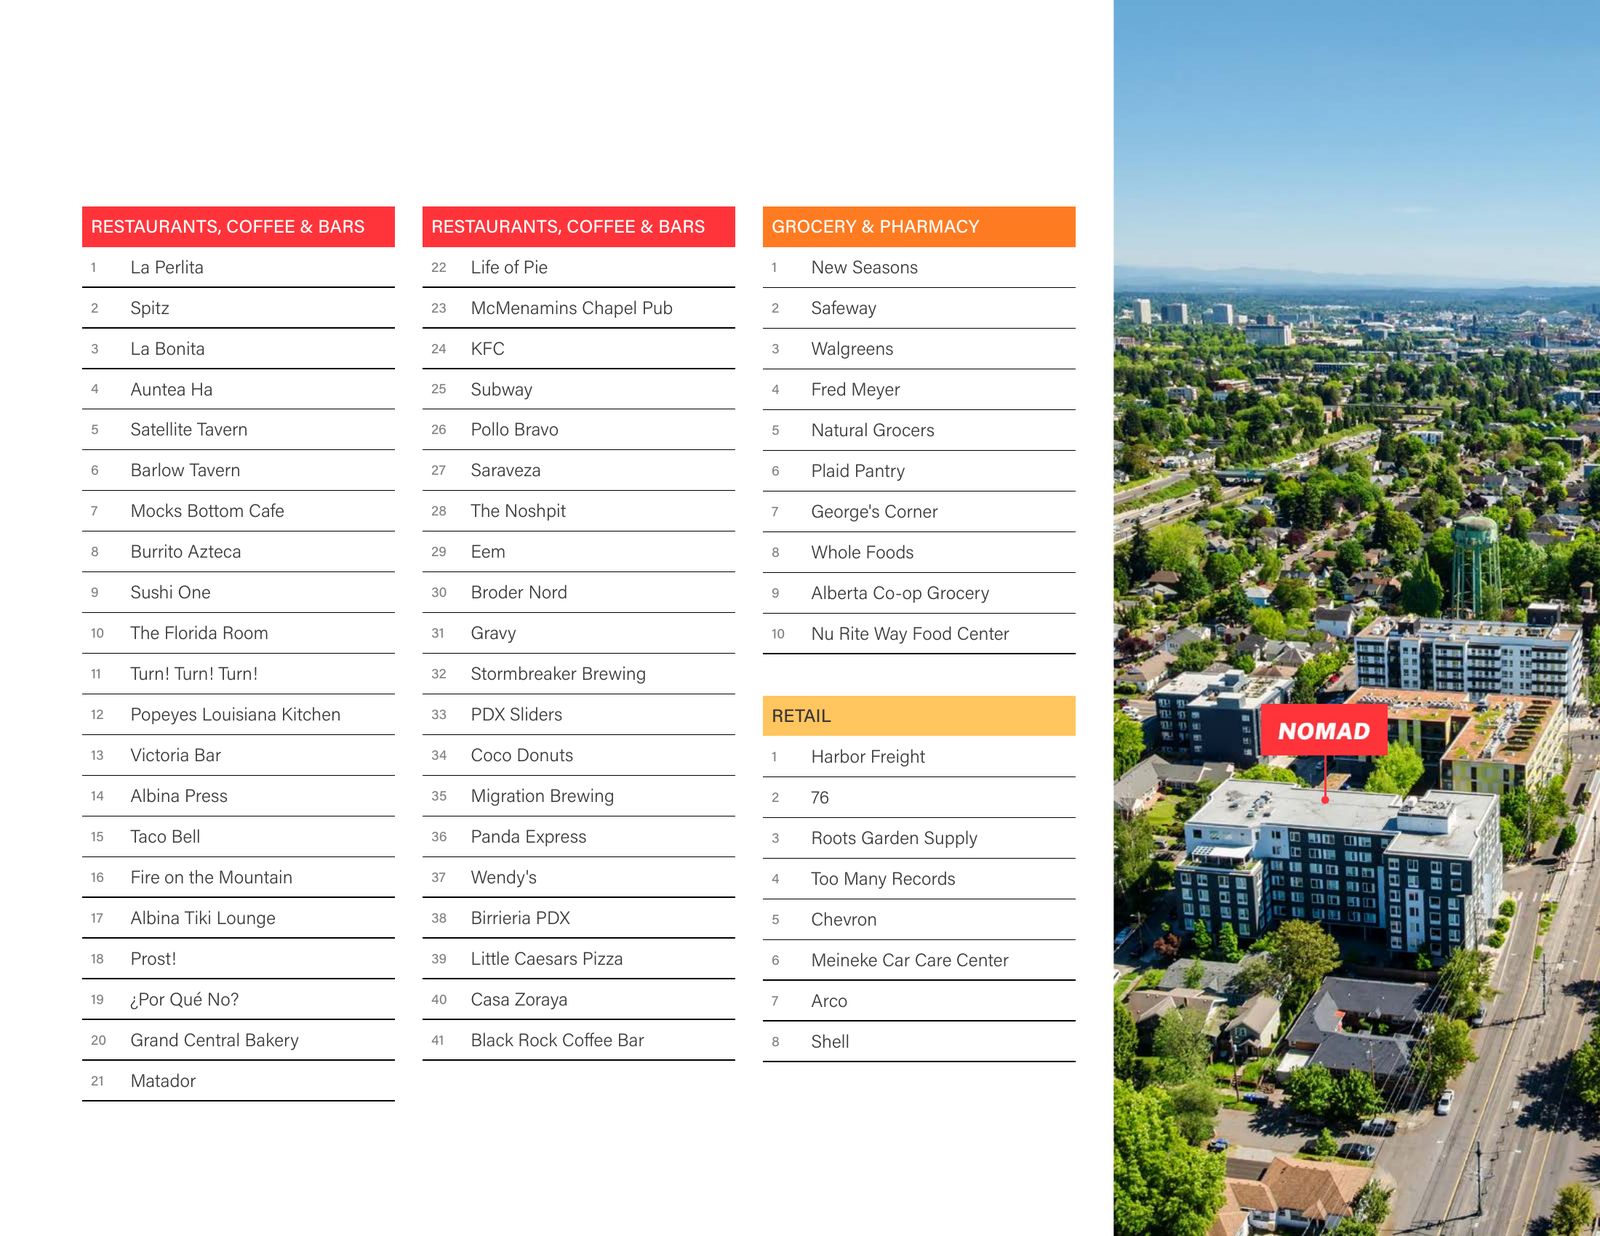 RESTAURANTS, COFFEE & BARS
1 La Perlita
2 Spitz
3 La Bonita
4 Auntea Ha
5 Satellite Tavern
6 Barlow Tavern
7 Mocks Bottom Cafe
8 Burrito Azteca
9 Sushi One
10 The Florida Room
11 Turn! Turn! Turn!
12 Popeyes Louisiana Kitchen
13 Victoria Bar
14 Albina Press
15 Taco Bell
16 Fire on the Mountain
17 Albina Tiki Lounge
18 Prost!
19 ¿Por Qué No?
20 Grand Central Bakery
21 Matador
RESTAURANTS, COFFEE & BARS
22 Life of Pie
23 McMenamins Chapel Pub
24 KFC
25 Subway
26 Pollo Bravo
27 Saraveza
28 The Noshpit
29 Eem
30 Broder Nord
31 Gravy
32 Stormbreaker Brewing
33 PDX Sliders
34 Coco Donuts
35 Migration Brewing
36 Panda Express
37 Wendy's
38 Birrieria PDX
39 Little Caesars Pizza
40 Casa Zoraya
41 Black Rock Coffee Bar
GROCERY & PHARMACY
1 New Seasons
2 Safeway
3 Walgreens
4 Fred Meyer
5 Natural Grocers
6 Plaid Pantry
7 George's Corner
8 Whole Foods
9 Alberta Co-op Grocery
10 Nu Rite Way Food Center
RETAIL
1 Harbor Freight
2 76
3 Roots Garden Supply
4 Too Many Records
5 Chevron
6 Meineke Car Care Center
7 Arco
8 Shell
NOMAD